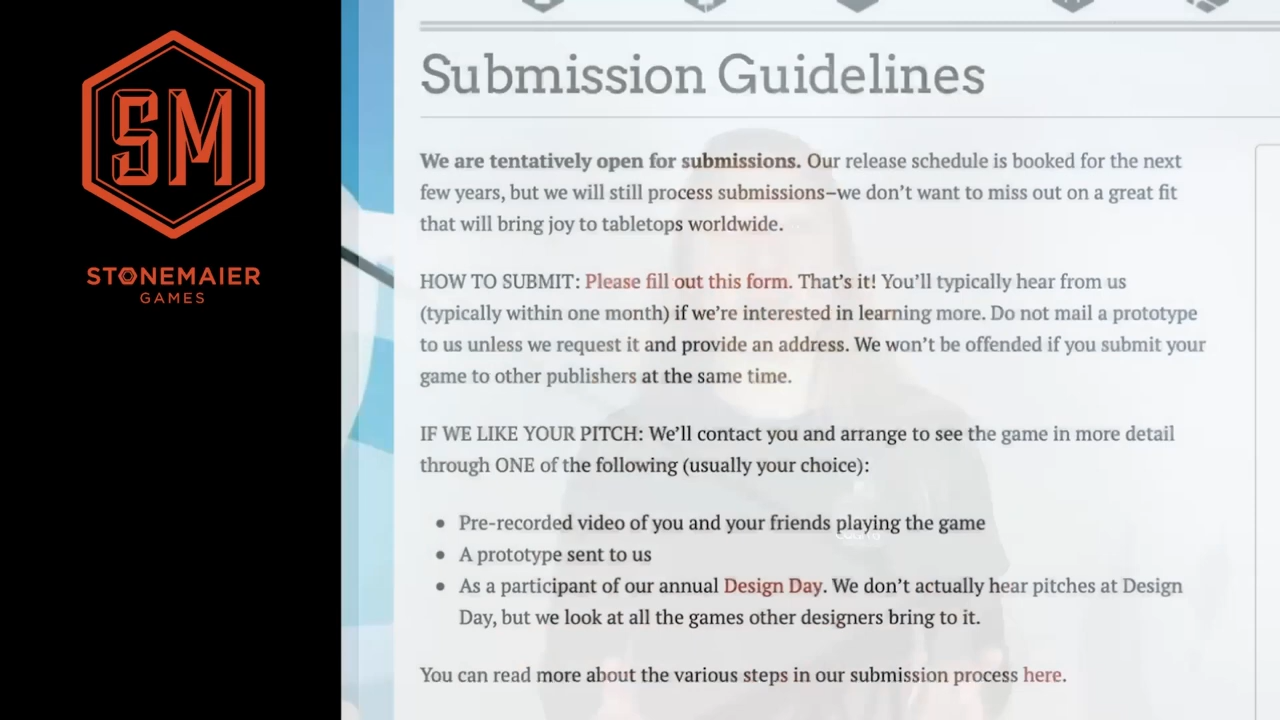 SM
STONEMAIER
GAMES
Submission Guidelines
We are tentatively open for submissions. Our release schedule is booked for the next
few years, but we will still process submissions–we don't want to miss out on a great fit
that will bring joy to tabletops worldwide.
HOW TO SUBMIT: Please fill out this form. That's it! You'll typically hear from us
(typically within one month) if we're interested in learning more. Do not mail a prototype
to us unless we request it and provide an address. We won't be offended if you submit your
game to other publishers at the same time.
IF WE LIKE YOUR PITCH: We'll contact you and arrange to see the game in more detail
through ONE of the following (usually your choice):
• Pre-recorded video of you and your friends playing the game
• A prototype sent to us
• As a participant of our annual Design Day. We don't actually hear pitches at Design
Day, but we look at all the games other designers bring to it.
You can read more about the various steps in our submission process here.